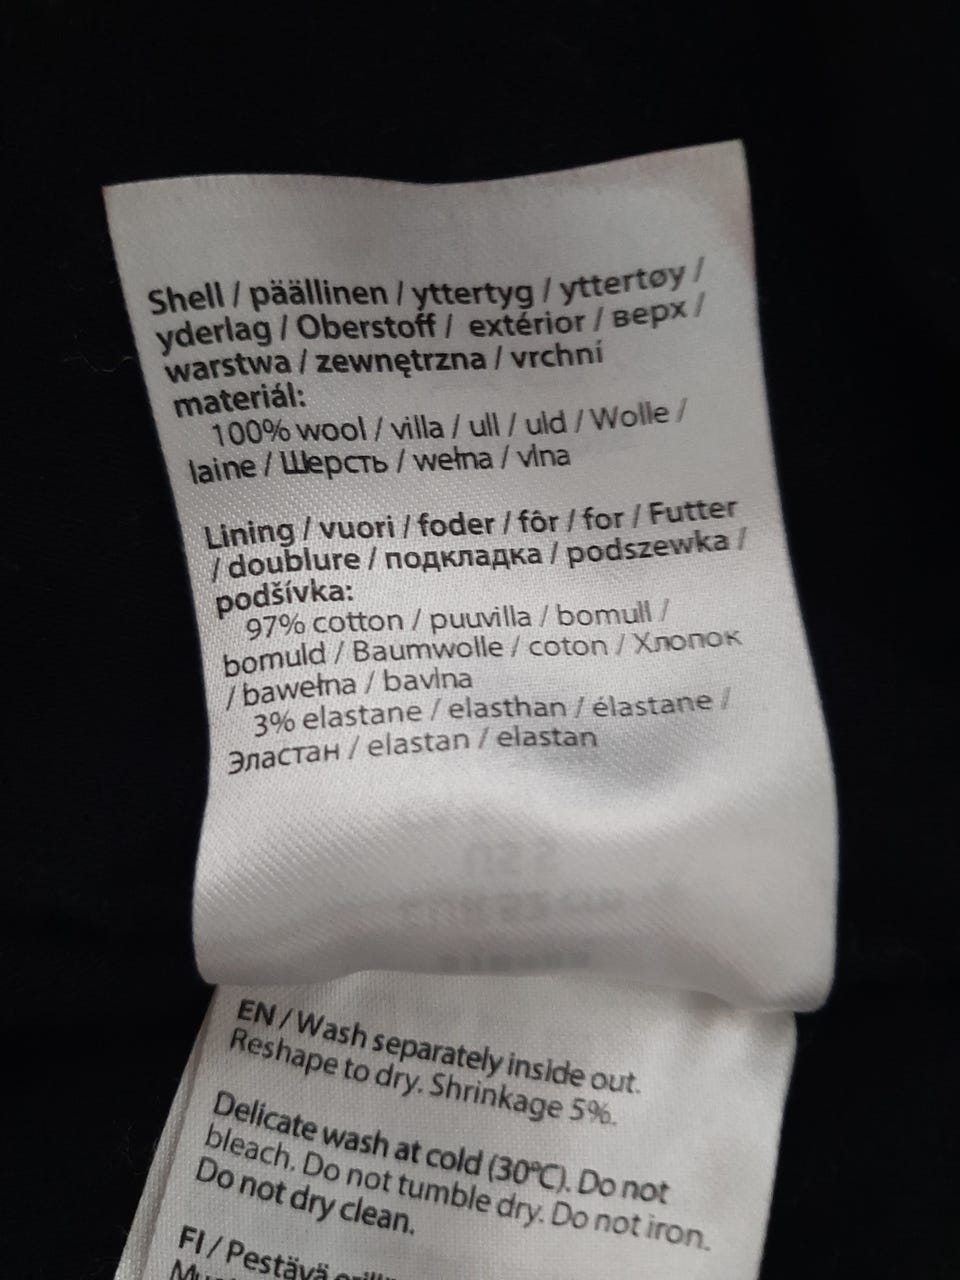 Shell / päällinen / yttertyg / yttertøy /
yderlag / Oberstoff / extérior / верх /
warstwa / zewnętrzna / vrchní
materiál:
100% wool / villa / ull / uld / Wolle /
laine / Шерсть / wełna / vlna
Lining / vuori / foder / fôr / for / Futter
/ doublure / подкладка / podszewka /
podšívka:
97% cotton / puuvilla / bomull /
bomuld / Baumwolle / coton / Хлопок
/ bawełna / bavlna
3% elastane / elasthan / élastane /
Эластан / elastan / elastan
EN / Wash separately inside out.
Reshape to dry. Shrinkage 5%.
Delicate wash at cold (30ºC). Do not
bleach. Do not tumble dry. Do not iron.
Do not dry clean.
FI / Pestävä